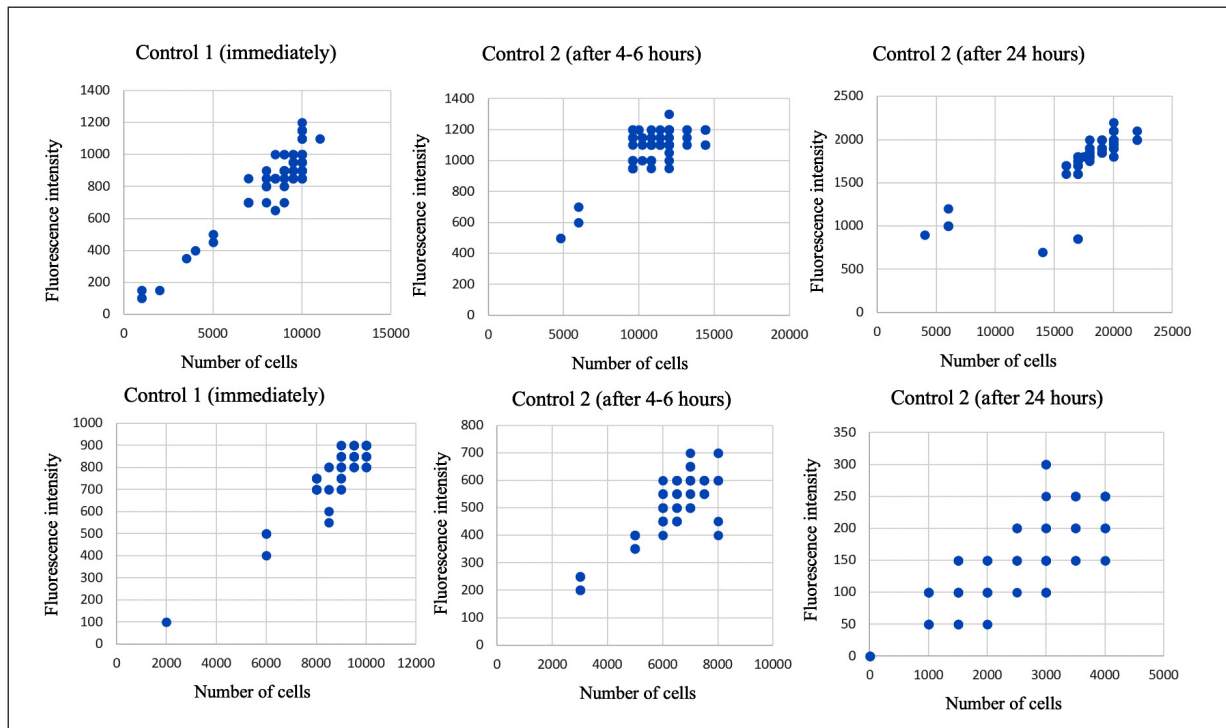 Control 1 (immediately)
Fluorescence intensity
1400
1200
1000
800
600
400
200
0
0 5000 10000 15000
Number of cells
Control 2 (after 4-6 hours)
Fluorescence intensity
1400
1200
1000
800
600
400
200
0
0 5000 10000 15000 20000
Number of cells
Control 2 (after 24 hours)
Fluorescence intensity
2500
2000
1500
1000
500
0
0 5000 10000 15000 20000 25000
Number of cells
Control 1 (immediately)
Fluorescence intensity
1000
900
800
700
600
500
400
300
200
100
0
0 2000 4000 6000 8000 10000 12000
Number of cells
Control 2 (after 4-6 hours)
Fluorescence intensity
800
700
600
500
400
300
200
100
0
0 2000 4000 6000 8000 10000
Number of cells
Control 2 (after 24 hours)
Fluorescence intensity
350
300
250
200
150
100
50
0
0 1000 2000 3000 4000 5000
Number of cells